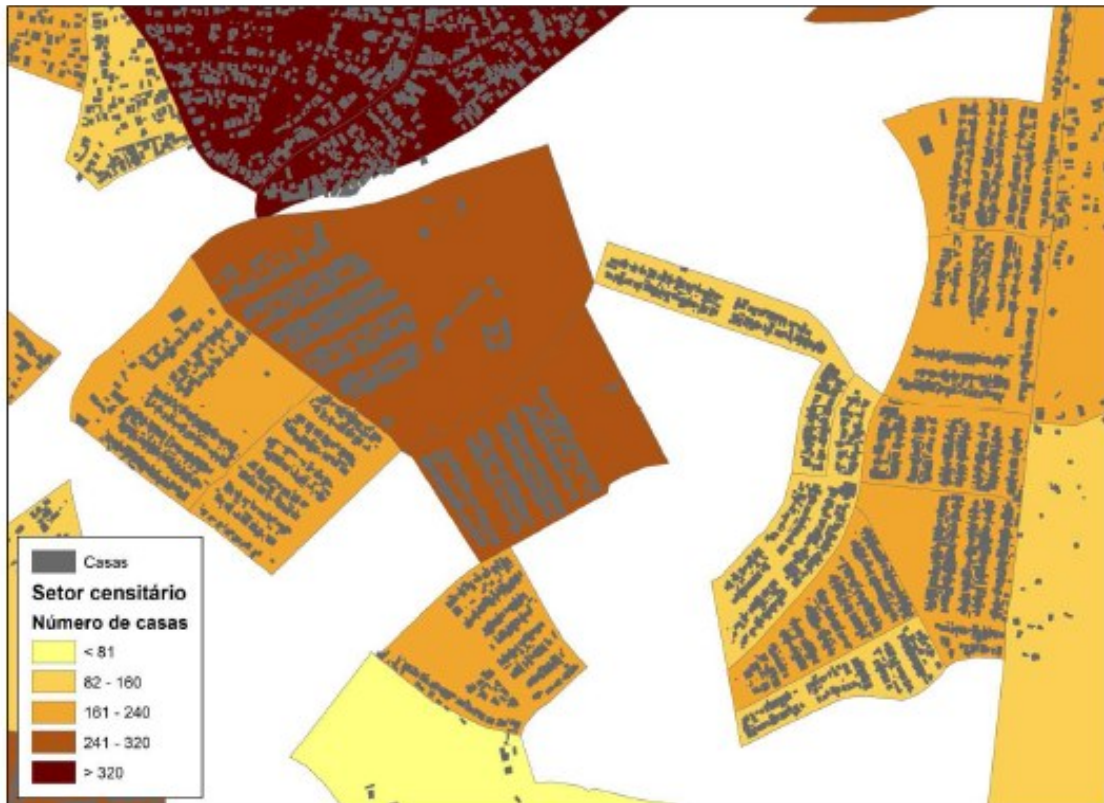 Casas
Setor censitário
Número de casas
< 81
82 - 160
161 - 240
241 - 320
> 320